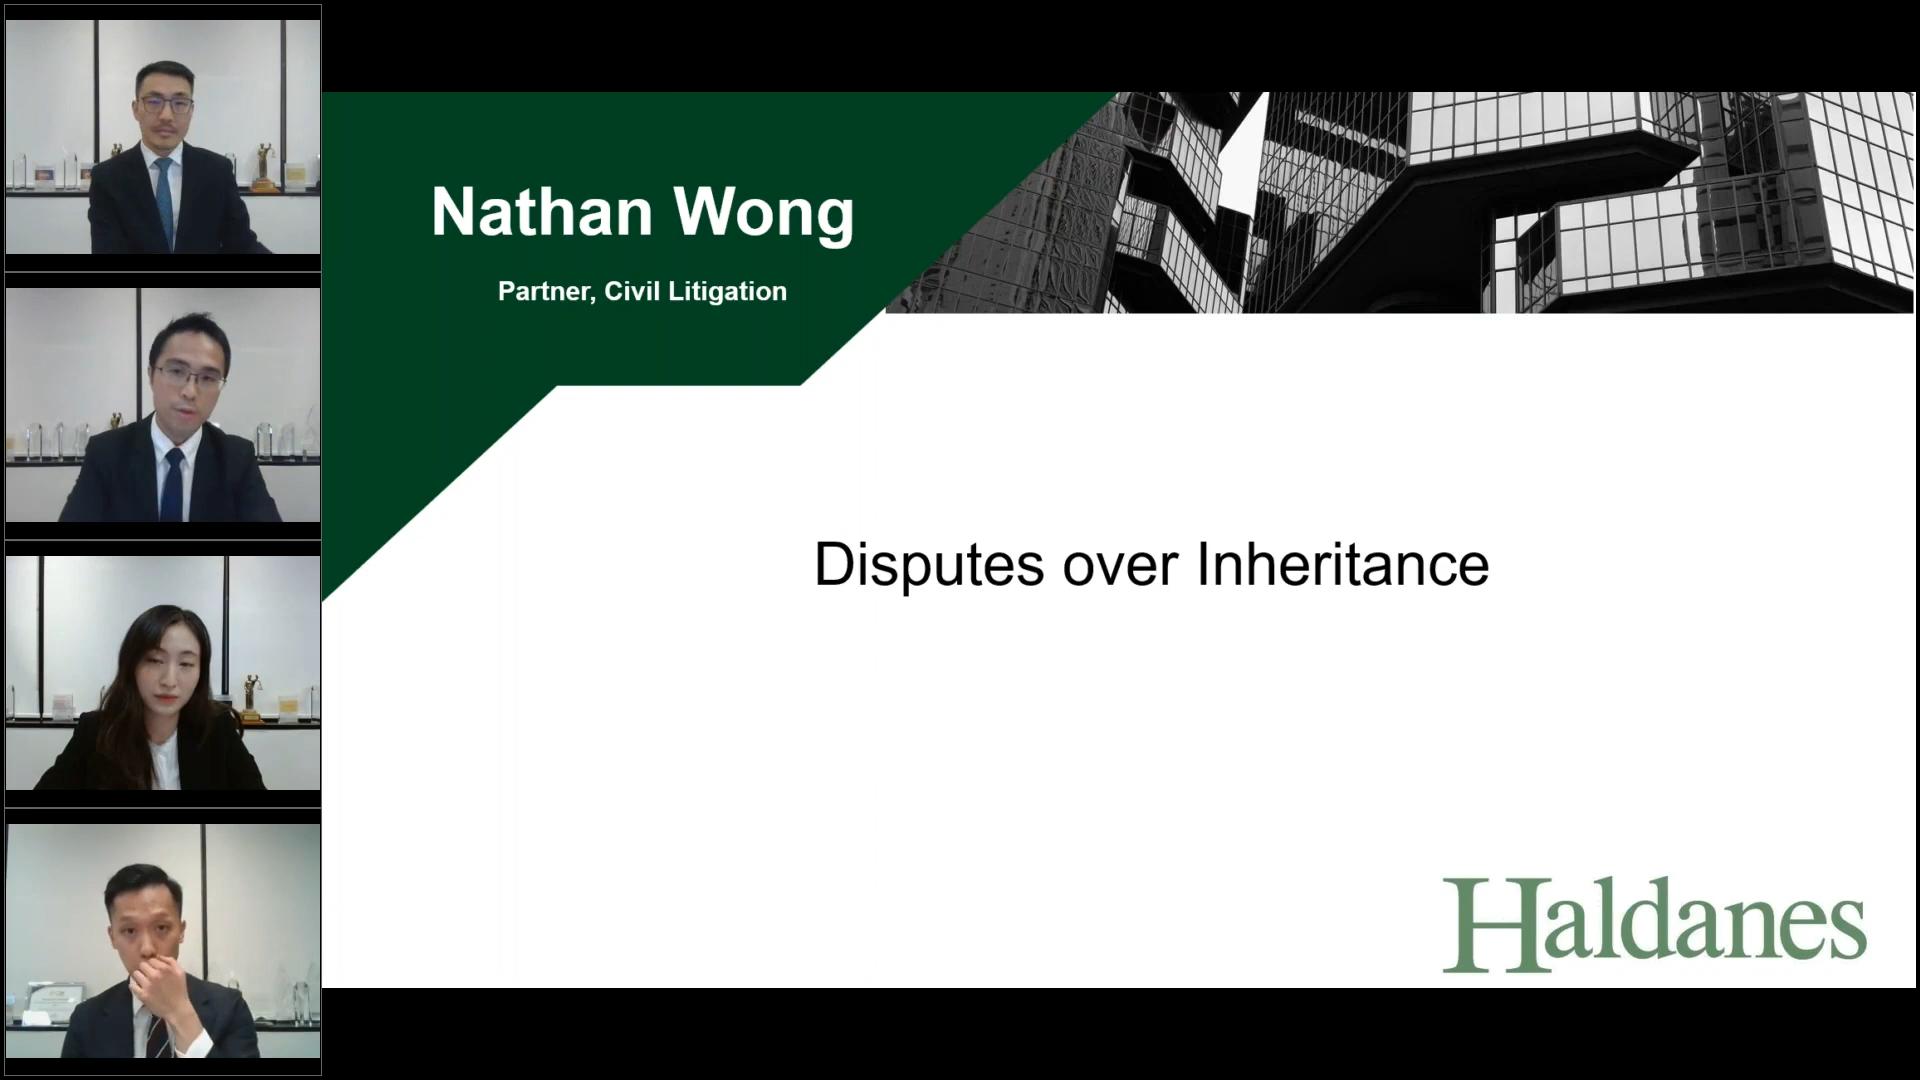 Nathan Wong
Partner, Civil Litigation
Disputes over Inheritance
Haldanes